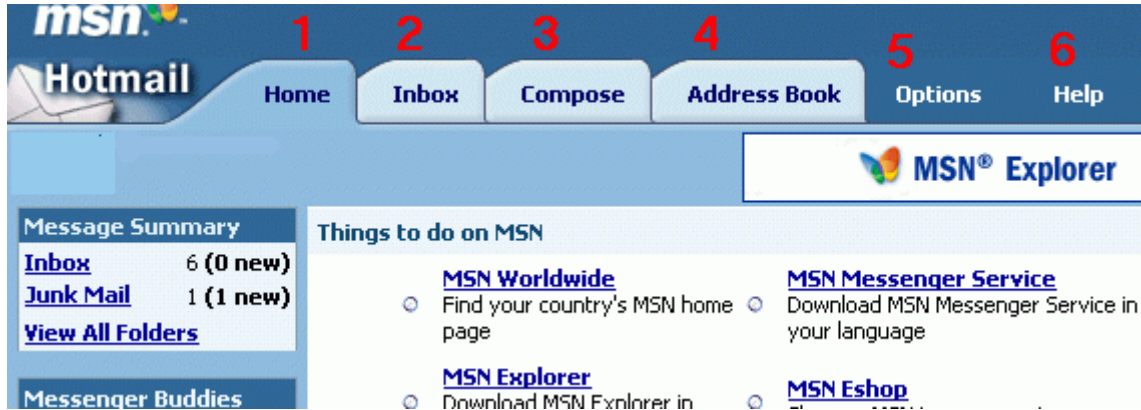 msn.
1 2 3 4 5 6
Hotmail
Home Inbox Compose Address Book Options Help
MSN® Explorer
Message Summary
Inbox 6 (0 new)
Junk Mail 1 (1 new)
View All Folders
Messenger Buddies
Things to do on MSN
MSN Worldwide
Find your country's MSN home
page
MSN Explorer
Download MSN Explorer in
MSN Messenger Service
Download MSN Messenger Service in
your language
MSN Eshop